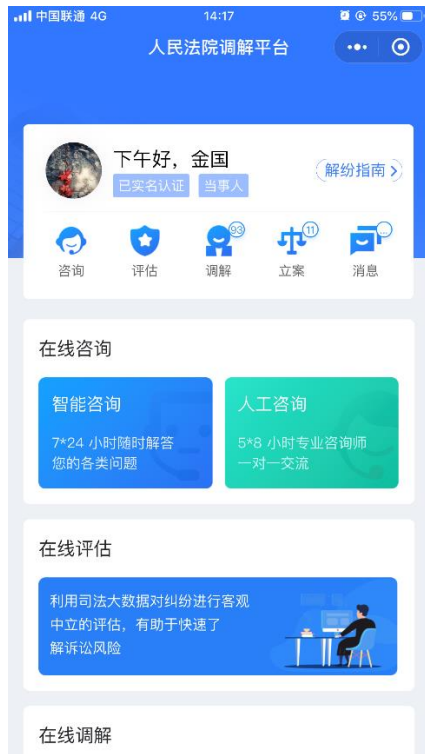 中国联通 4G 14:17 55%
人民法院调解平台
下午好，金国
已实名认证 当事人
解纷指南 >
93 11 ...
咨询 评估 调解 立案 消息
在线咨询
智能咨询
7*24 小时随时解答
您的各类问题
人工咨询
5*8 小时专业咨询师
一对一交流
在线评估
利用司法大数据对纠纷进行客观
中立的评估，有助于快速了
解诉讼风险
在线调解